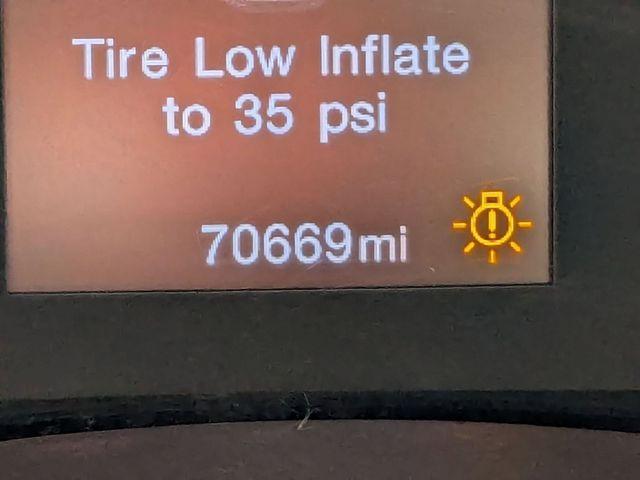 Tire Low Inflate
to 35 psi
70669mi